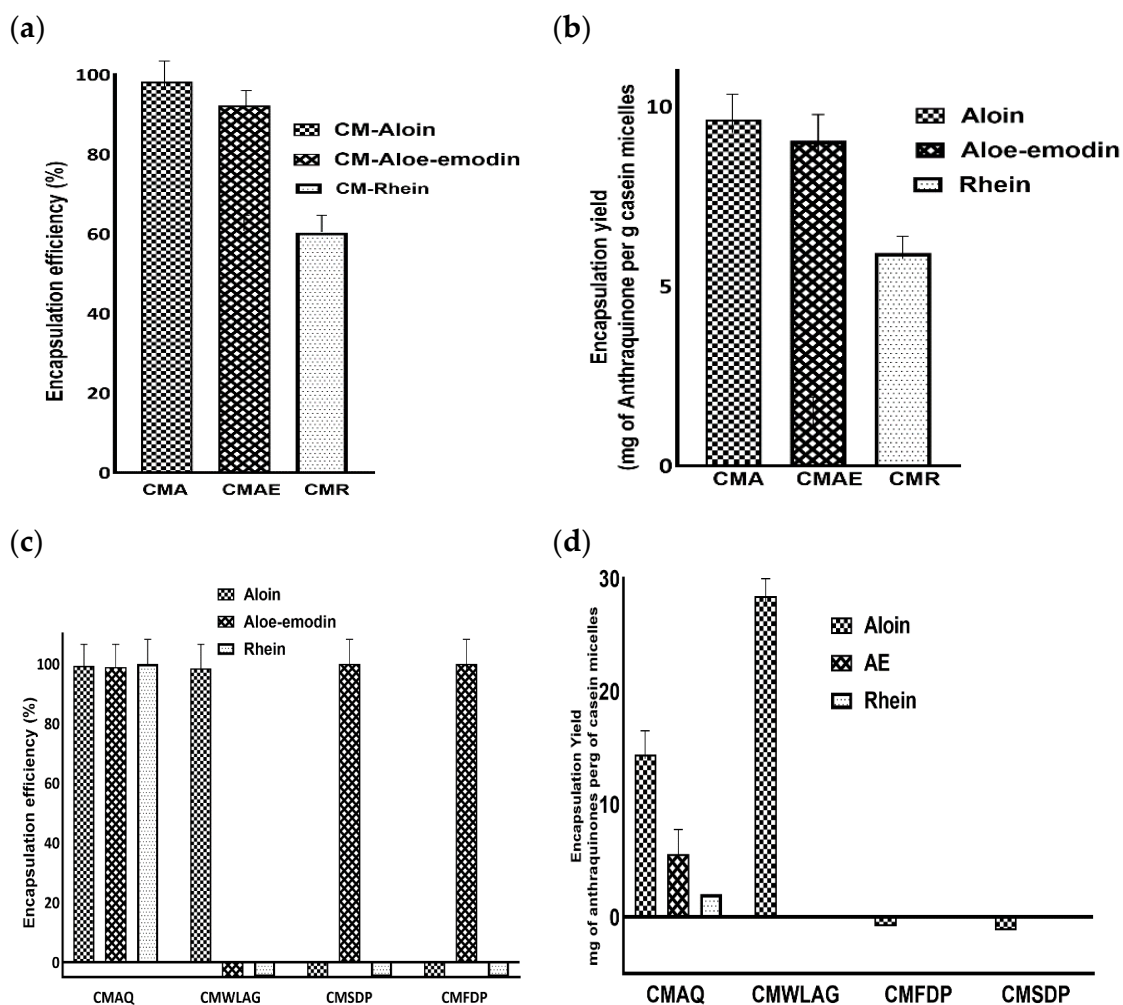 (a)
Encapsulation efficiency (%)
100
80
60
40
20
0
CM-Aloin
CM-Aloe-emodin
CM-Rhein
CMA CMAE CMR
(b)
Encapsulation yield
(mg of Anthraquinone per g casein micelles
10
5
0
Aloin
Aloe-emodin
Rhein
CMA CMAE CMR
(c)
Encapsulation efficiency (%)
100
80
60
40
20
0
Aloin
Aloe-emodin
Rhein
CMAQ CMWLAG CMSDP CMFDP
(d)
Encapsulation Yield
mg of anthraquinones perg of casein micelles
30
20
10
0
Aloin
AE
Rhein
CMAQ CMWLAG CMFDP CMSDP